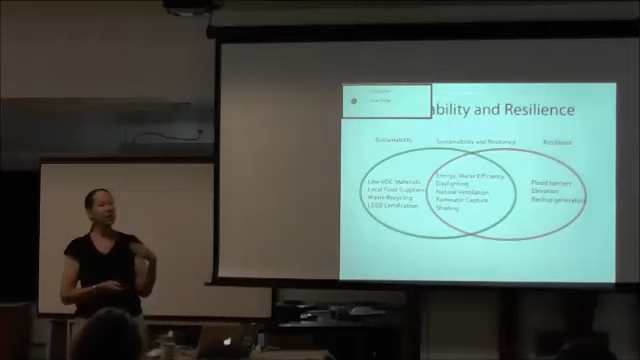 ability and Resilience
Sustainability
Sustainability and Resilience
Resilience
Low VOC Materials
Local Food Suppliers
Waste Recycling
LEED Certification
Energy, Water Efficiency
Daylighting
Natural Ventilation
Rainwater Capture
Shading
Flood barriers
Elevation
Backup generators